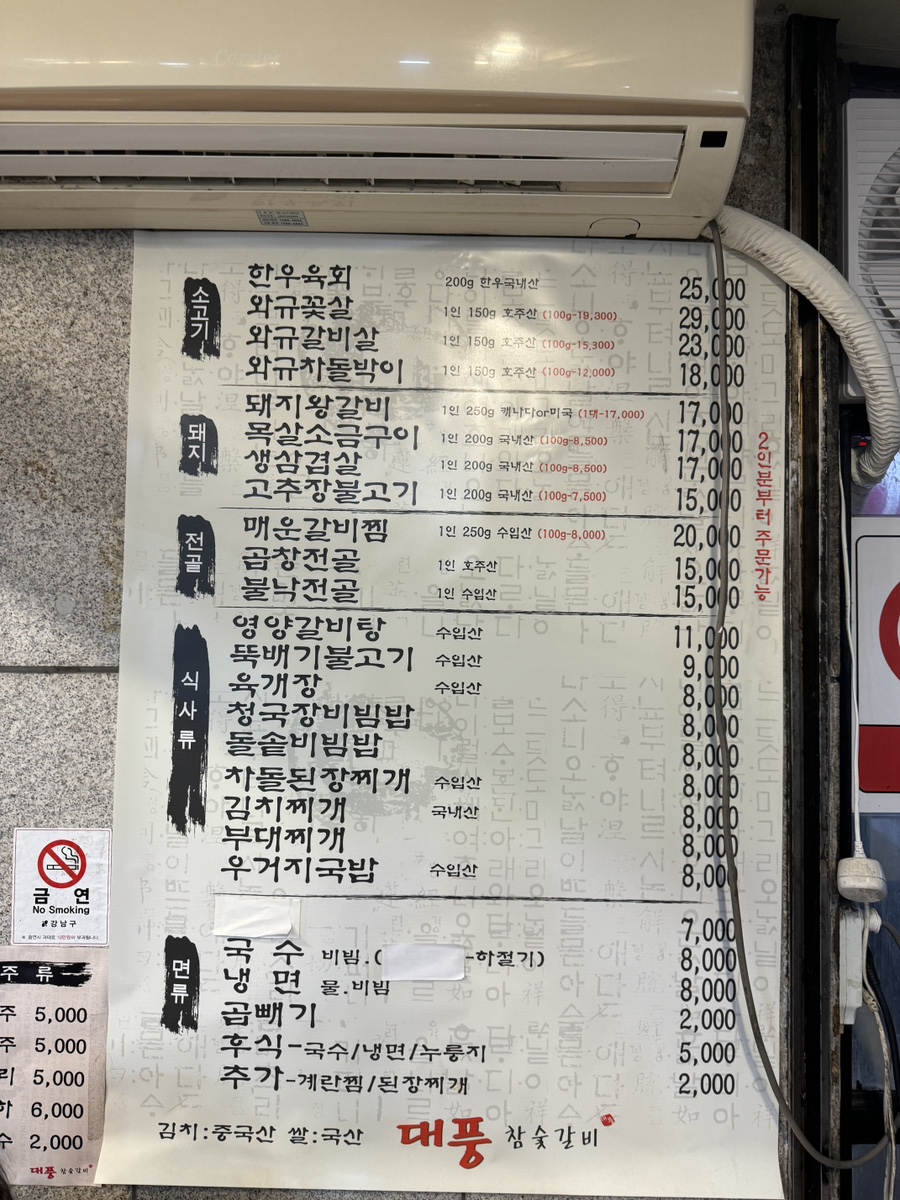 소고기
한우육회 200g 한우국내산 25,000
와규꽃살 1인 150g 호주산 (100g-19,300) 29,000
와규갈비살 1인 150g 호주산 (100g-15,300) 23,000
와규차돌박이 1인 150g 호주산 (100g-12,000) 18,000
돼지
돼지왕갈비 1인 250g 캐나다or미국 (1대-17,000) 17,000
목살소금구이 1인 200g 국내산 (100g-8,500) 17,000
생삼겹살 1인 200g 국내산 (100g-8,500) 17,000
고추장불고기 1인 200g 국내산 (100g-7,500) 15,000
2인분부터 주문가능
전골
매운갈비찜 1인 250g 수입산 (100g-8,000) 20,000
곱창전골 1인 호주산 15,000
불낙전골 1인 수입산 15,000
식사류
영양갈비탕 수입산 11,000
뚝배기불고기 수입산 9,000
육개장 수입산 8,000
청국장비빔밥 8,000
돌솥비빔밥 8,000
차돌된장찌개 수입산 8,000
김치찌개 국내산 8,000
부대찌개 8,000
우거지국밥 수입산 8,000
면류
7,000
국수 비빔.( -하절기) 8,000
냉면 물.비빔 8,000
곱빼기 2,000
후식-국수/냉면/누룽지 5,000
추가-계란찜/된장찌개 2,000
김치:중국산 쌀:국산 대풍 참숯갈비
금연
No Smoking
강남구
주류
주 5,000
주 5,000
리 5,000
하 6,000
수 2,000
대풍 참숯갈비